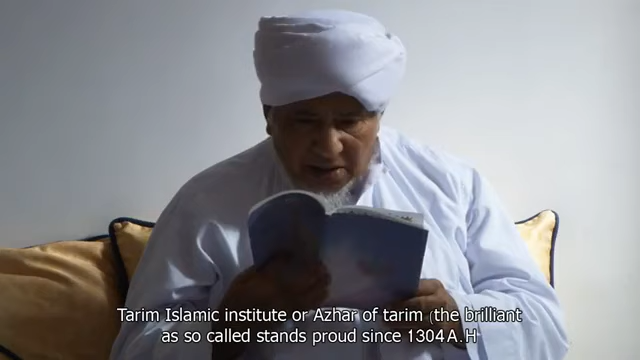 Tarim Islamic institute or Azhar of tarim (the brilliant
as so called stands proud since 1304A.H